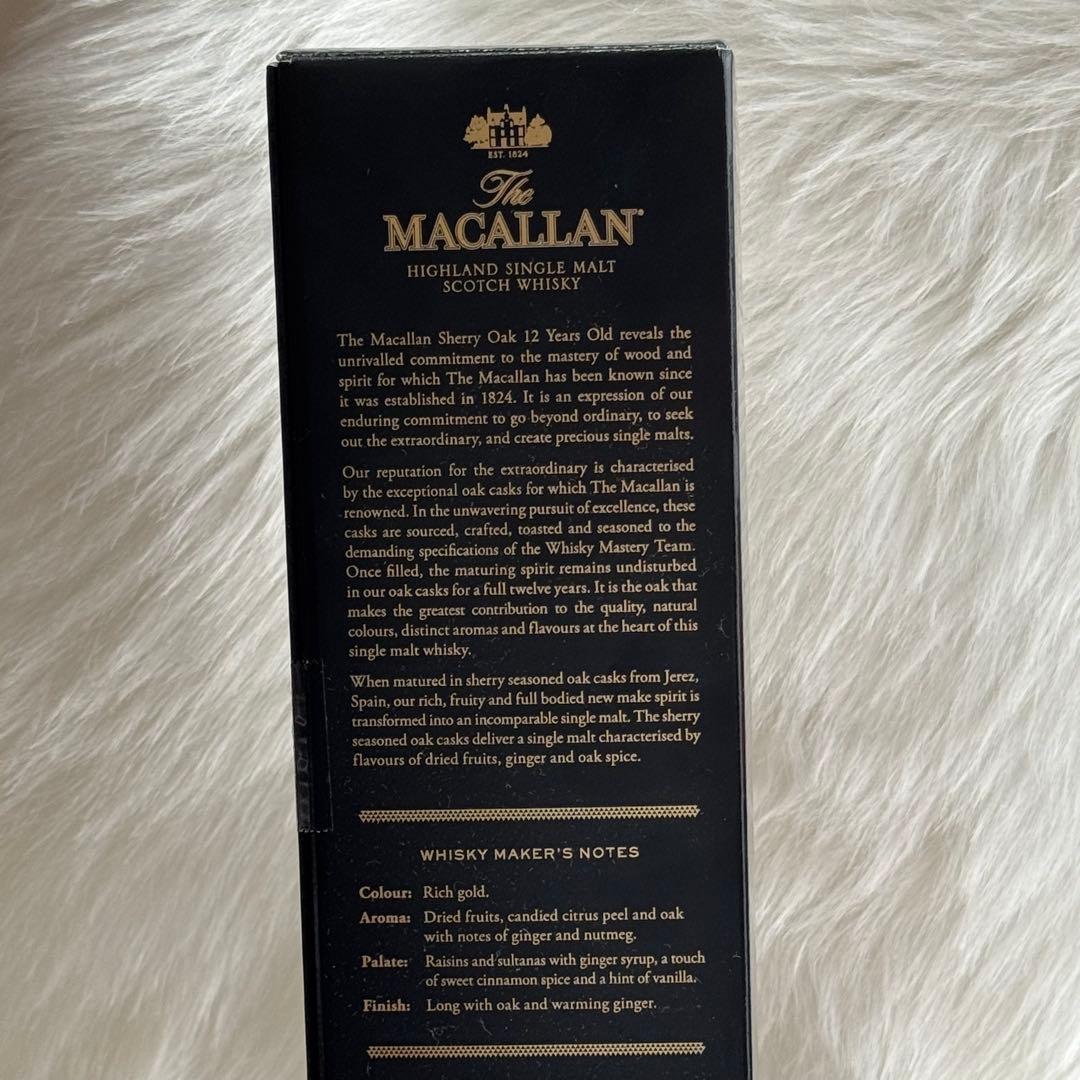 EST. 1824
The
MACALLAN
HIGHLAND SINGLE MALT
SCOTCH WHISKY
The Macallan Sherry Oak 12 Years Old reveals the
unrivalled commitment to the mastery of wood and
spirit for which The Macallan has been known since
it was established in 1824. It is an expression of our
enduring commitment to go beyond ordinary, to seek
out the extraordinary, and create precious single malts.
Our reputation for the extraordinary is characterised
by the exceptional oak casks for which The Macallan is
renowned. In the unwavering pursuit of excellence, these
casks are sourced, crafted, toasted and seasoned to the
demanding specifications of the Whisky Mastery Team.
Once filled, the maturing spirit remains undisturbed
in our oak casks for a full twelve years. It is the oak that
makes the greatest contribution to the quality, natural
colours, distinct aromas and flavours at the heart of this
single malt whisky.
When matured in sherry seasoned oak casks from Jerez,
Spain, our rich, fruity and full bodied new make spirit is
transformed into an incomparable single malt. The sherry
seasoned oak casks deliver a single malt characterised by
flavours of dried fruits, ginger and oak spice.
WHISKY MAKER'S NOTES
Colour: Rich gold.
Aroma: Dried fruits, candied citrus peel and oak
with notes of ginger and nutmeg.
Palate: Raisins and sultanas with ginger syrup, a touch
of sweet cinnamon spice and a hint of vanilla.
Finish: Long with oak and warming ginger.